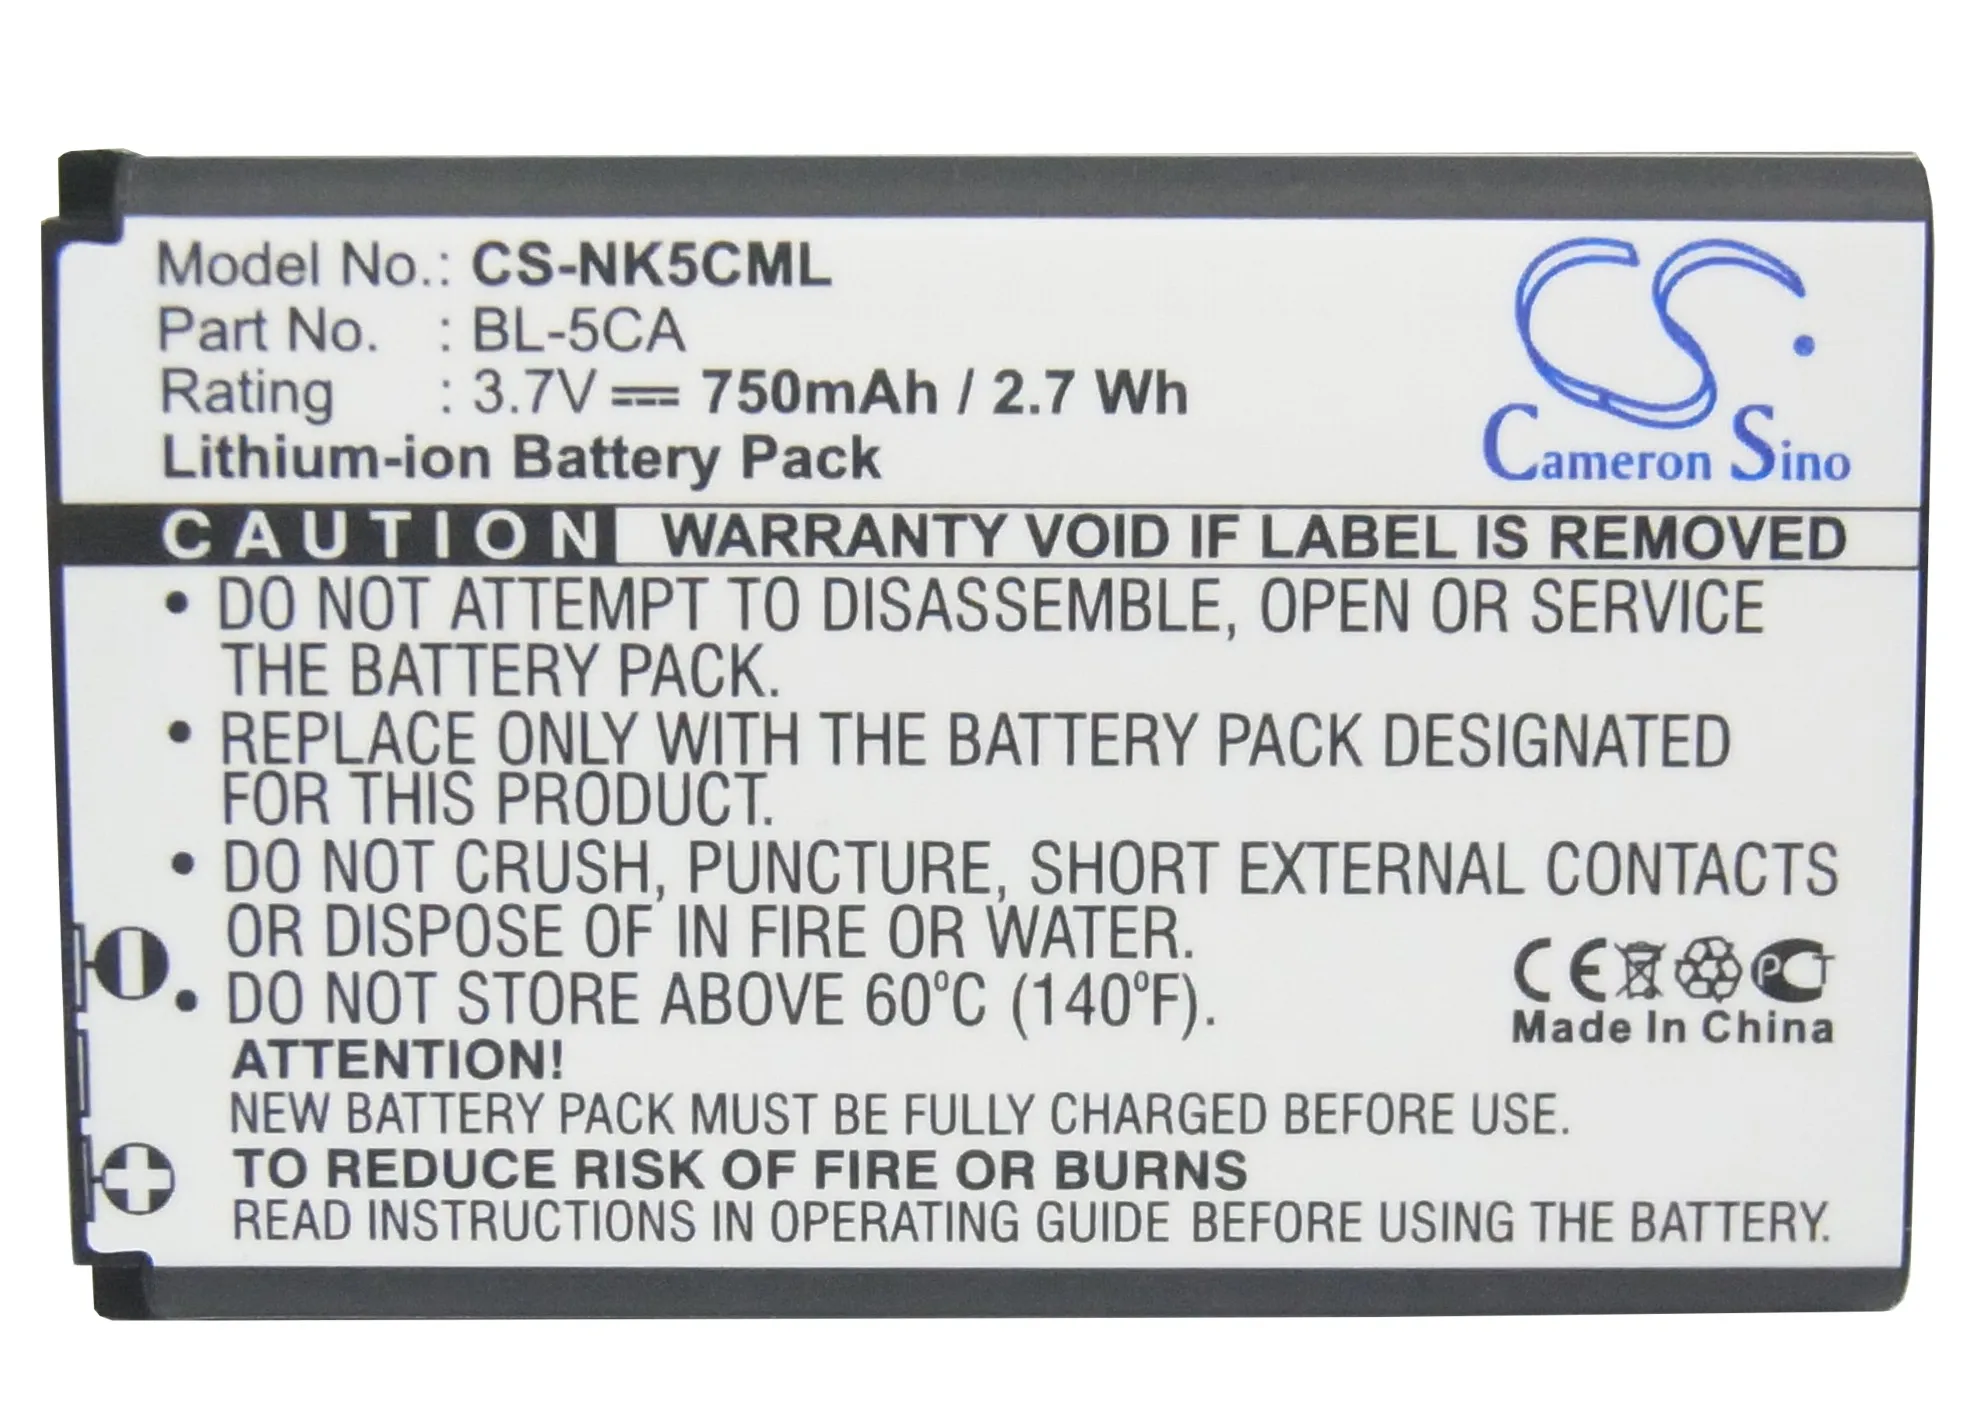 Model No.: CS-NK5CML
Part No. : BL-5CA
Rating : 3.7V 750mAh / 2.7 Wh
Lithium-ion Battery Pack
CS
Cameron Sino
CAUTION WARRANTY VOID IF LABEL IS REMOVED
• DO NOT ATTEMPT TO DISASSEMBLE, OPEN OR SERVICE
THE BATTERY PACK.
• REPLACE ONLY WITH THE BATTERY PACK DESIGNATED
FOR THIS PRODUCT.
• DO NOT CRUSH, PUNCTURE, SHORT EXTERNAL CONTACTS
OR DISPOSE OF IN FIRE OR WATER.
• DO NOT STORE ABOVE 60°C (140°F).
CE PCT
Made In China
ATTENTION!
NEW BATTERY PACK MUST BE FULLY CHARGED BEFORE USE.
TO REDUCE RISK OF FIRE OR BURNS
READ INSTRUCTIONS IN OPERATING GUIDE BEFORE USING THE BATTERY.